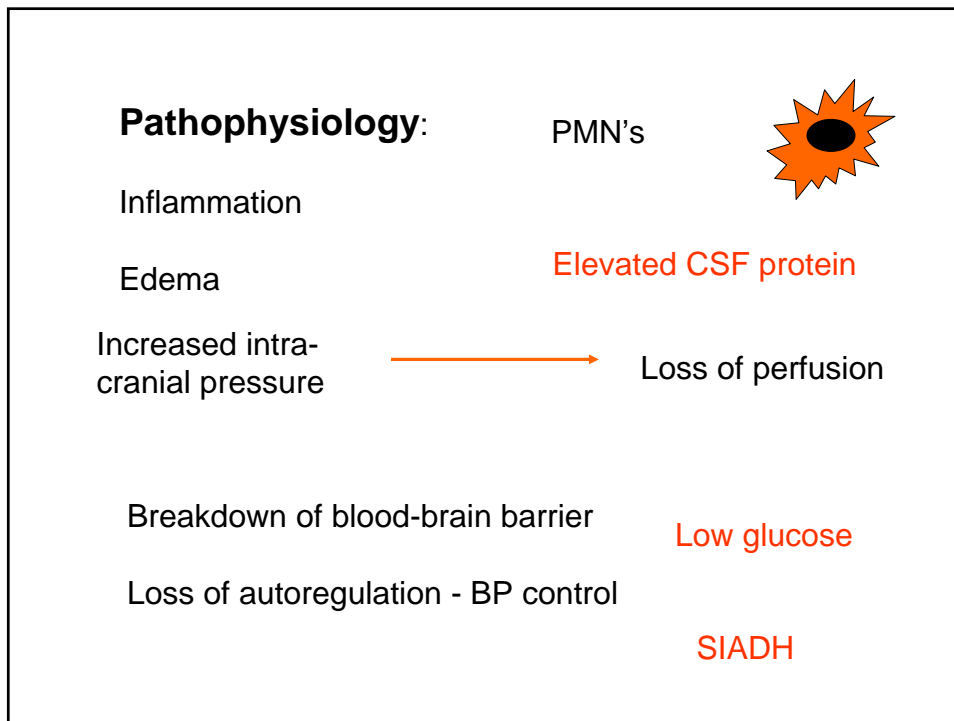 Pathophysiology:
PMN's
Inflammation
Elevated CSF protein
Edema
Increased intra-
cranial pressure
Loss of perfusion
Breakdown of blood-brain barrier
Low glucose
Loss of autoregulation - BP control
SIADH